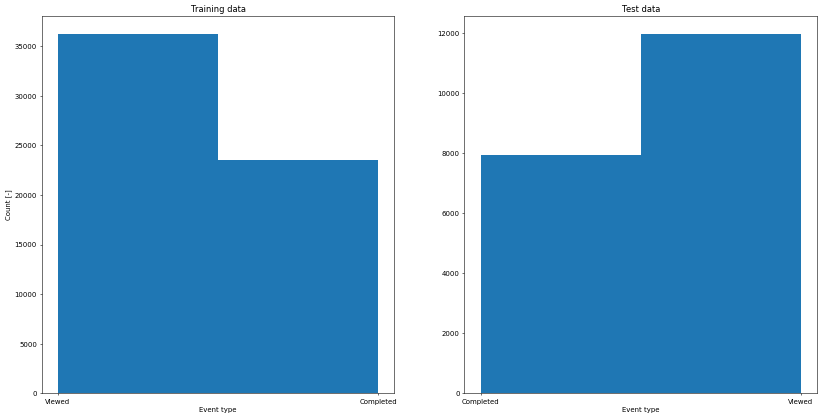 Training data
Test data
35000
30000
25000
20000
15000
10000
5000
0
Count [-]
Viewed
Completed
Event type
12000
10000
8000
6000
4000
2000
0
Completed
Viewed
Event type